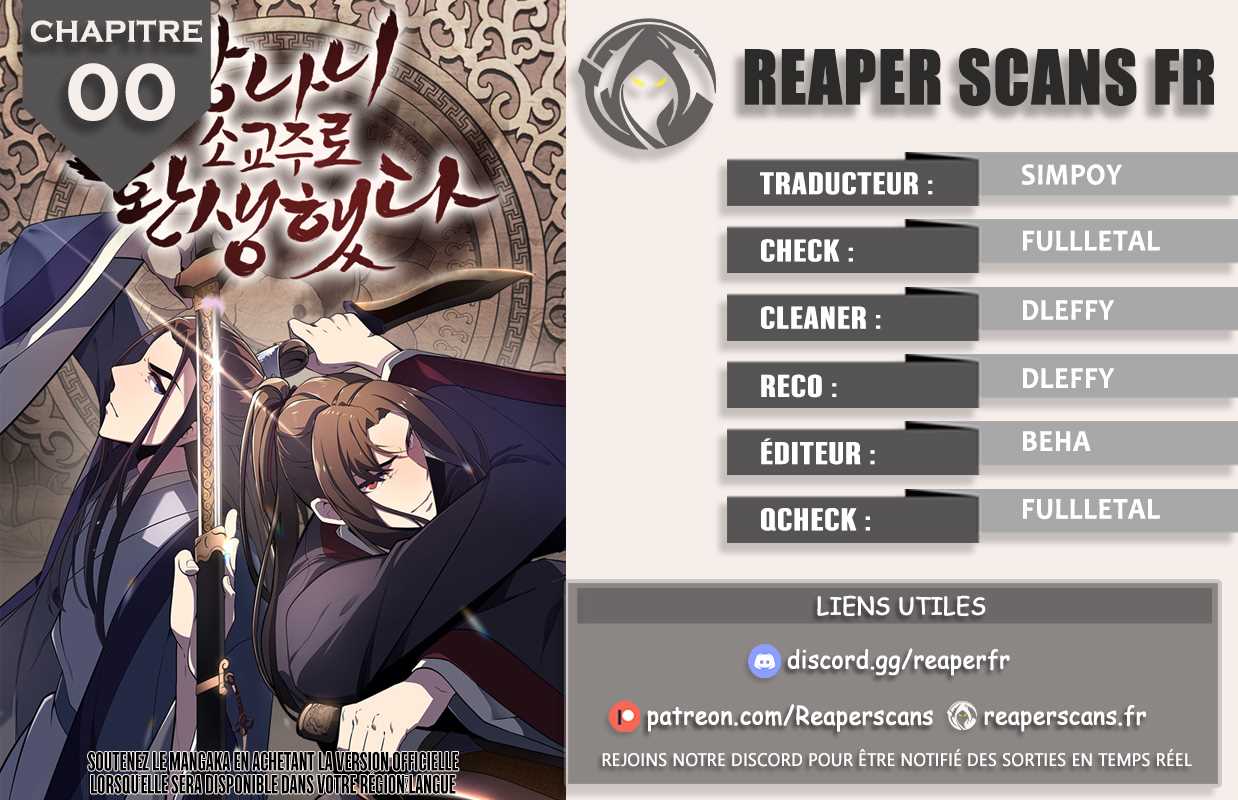 CHAPITRE
00
나니
소교주로
환생했다
SOUTENEZ LE MANGAKA EN ACHETANT LA VERSION OFFICIELLE
LORSQU'ELLE SERA DISPONIBLE DANS VOTRE RÉGION/LANGUE
REAPER SCANS FR
TRADUCTEUR : SIMPOY
CHECK : FULLLETAL
CLEANER : DLEFFY
RECO : DLEFFY
ÉDITEUR : BEHA
QCHECK : FULLLETAL
LIENS UTILES
discord.gg/reaperfr
patreon.com/Reaperscans reaperscans.fr
REJOINS NOTRE DISCORD POUR ÊTRE NOTIFIÉ DES SORTIES EN TEMPS RÉEL